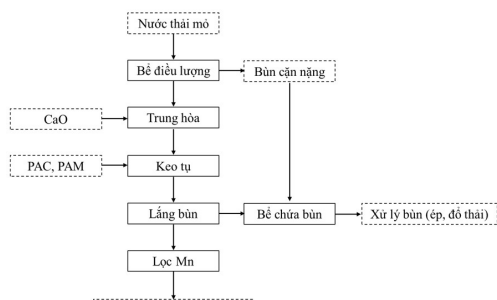 Nước thải mỏ
Bể điều lượng
Bùn cặn nặng
CaO
Trung hòa
PAC, PAM
Keo tụ
Lắng bùn
Bể chứa bùn
Xử lý bùn (ép, đổ thải)
Lọc Mn